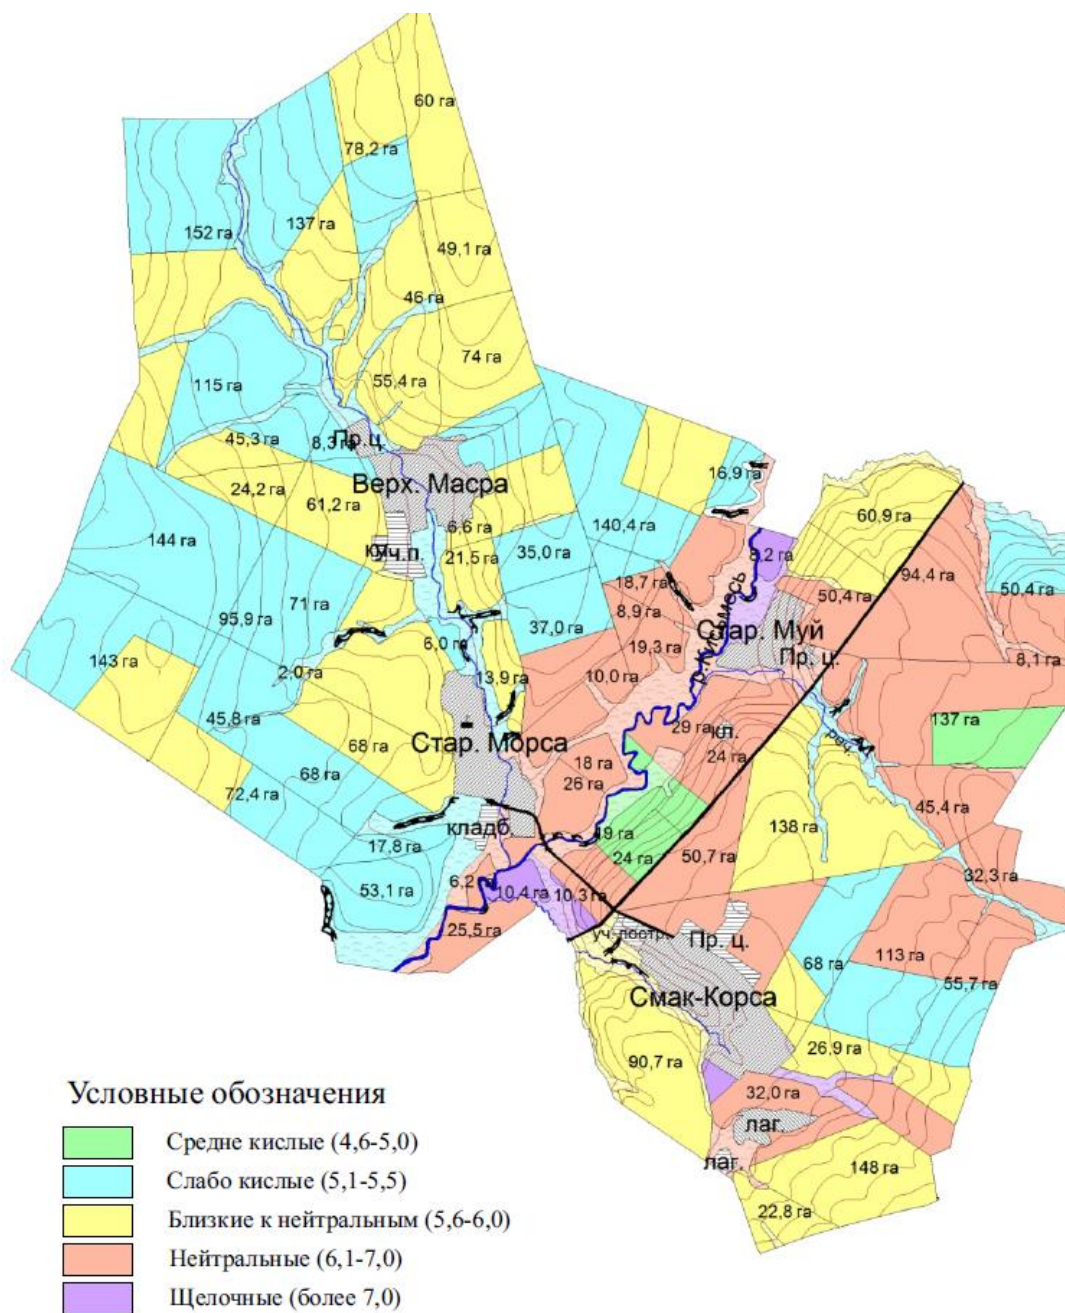 60 га
78,2 га
152 га
137 га
49,1 га
46 га
74 га
55,4 га
115 га
45,3 га
8,3 га
Пр.ц.
Верх. Масра
24,2 га
61,2 га
6,6 га
16,9 га
60,9 га
144 га
Уч.п.
21,5 га
35,0 га
140,4 га
8,2 га
94,4 га
18,7 га
50,4 га
50,4 га
71 га
95,9 га
8,9 га
37,0 га
Стар. Муй
6,0 га
19,3 га
Пр. ц.
8,1 га
143 га
2,0 га
13,9 га
10,0 га
45,8 га
137 га
29 га
кл.
Стар. Морса
68 га
24 га
18 га
26 га
68 га
72,4 га
45,4 га
138 га
кладб.
19 га
17,8 га
24 га
50,7 га
32,3 га
6,2
53,1 га
10,4 га
10,3 га
25,5 га
Пр. ц.
113 га
68 га
55,7 га
Смак-Корса
26,9 га
90,7 га
32,0 га
лаг.
лаг.
148 га
22,8 га
Условные обозначения
Средне кислые (4,6-5,0)
Слабо кислые (5,1-5,5)
Близкие к нейтральным (5,6-6,0)
Нейтральные (6,1-7,0)
Щелочные (более 7,0)